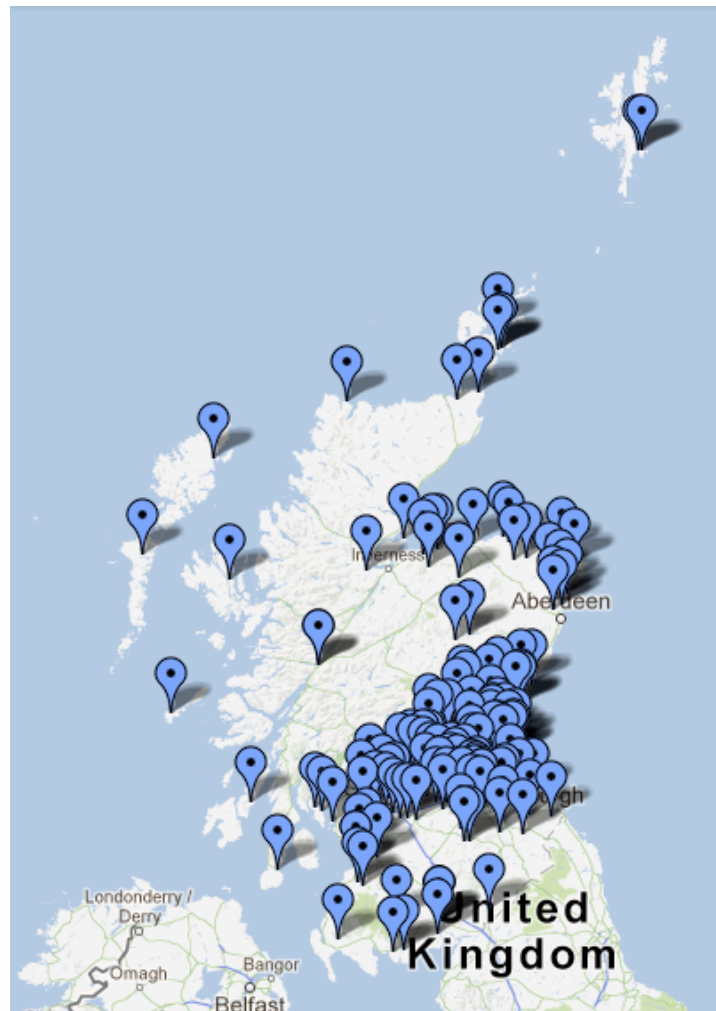 Inverness
Aberdeen
Londonderry /
Derry
United
Kingdom
Omagh
Bangor
Belfast